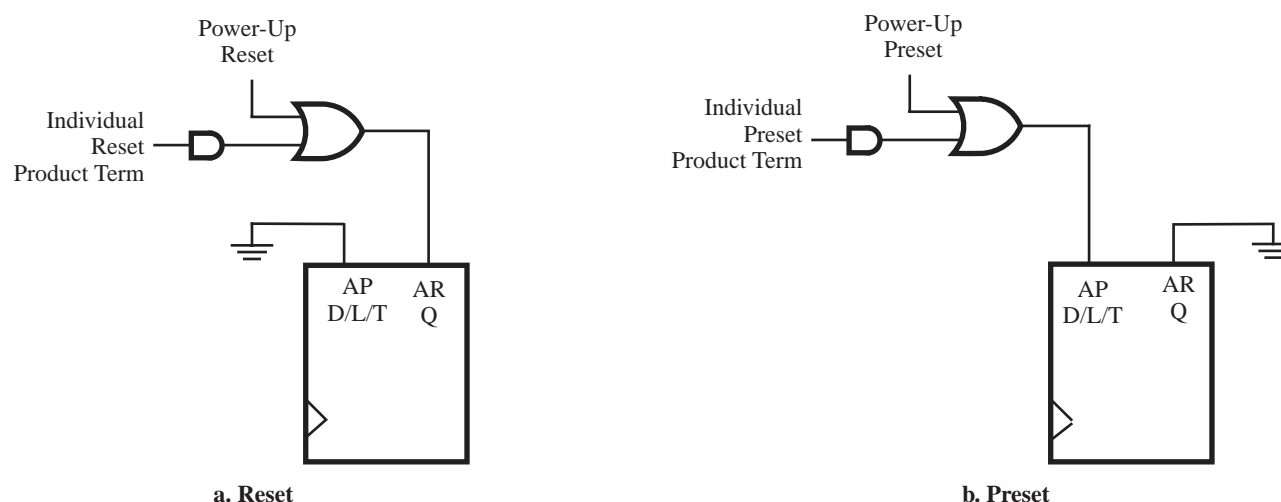 Power-Up
Reset
Individual
Reset
Product Term
AP
AR
D/L/T
Q
a. Reset
Power-Up
Preset
Individual
Preset
Product Term
AP
AR
D/L/T
Q
b. Preset